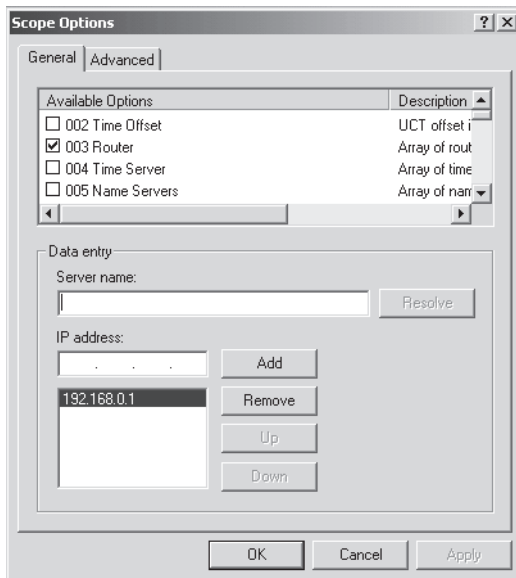 Scope Options
General Advanced
Available Options Description
002 Time Offset UCT offset i
003 Router Array of rout
004 Time Server Array of time
005 Name Servers Array of nam
Data entry
Server name:
Resolve
IP address:
. . . Add
192.168.0.1 Remove
Up
Down
OK Cancel Apply